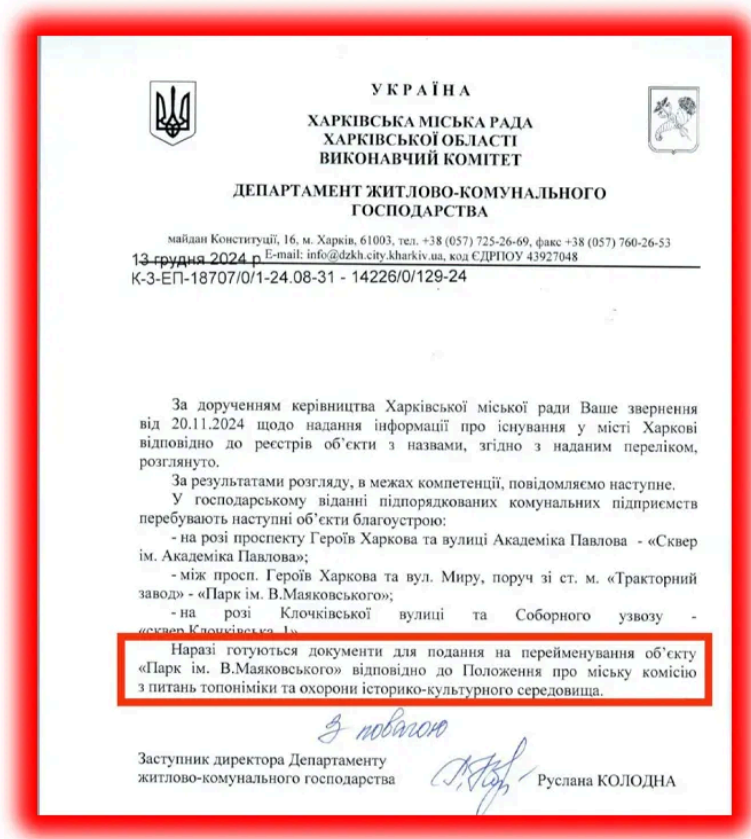 УКРАЇНА
ХАРКІВСЬКА МІСЬКА РАДА
ХАРКІВСЬКОЇ ОБЛАСТІ
ВИКОНАВЧИЙ КОМІТЕТ
ДЕПАРТАМЕНТ ЖИТЛОВО-КОМУНАЛЬНОГО
ГОСПОДАРСТВА
майдан Конституції, 16, м. Харків, 61003, тел. +38 (057) 725-26-69, факс +38 (057) 760-26-53
13 грудня 2024 р E-mail: info@dzkh.city.kharkiv.ua, код ЄДРПОУ 43927048
К-3-ЕП-18707/0/1-24.08-31 - 14226/0/129-24
За дорученням керівництва Харківської міської ради Ваше звернення
від 20.11.2024 щодо надання інформації про існування у місті Харкові
відповідно до реєстрів об’єкти з назвами, згідно з наданим переліком,
розглянуто.
За результатами розгляду, в межах компетенції, повідомляємо наступне.
У господарському віданні підпорядкованих комунальних підприємств
перебувають наступні об’єкти благоустрою:
- на розі проспекту Героїв Харкова та вулиці Академіка Павлова - «Сквер
ім. Академіка Павлова»;
- між просп. Героїв Харкова та вул. Миру, поруч зі ст. м. «Тракторний
завод» - «Парк ім. В.Маяковського»;
- на розі Клочківської вулиці та Соборного узвозу -
«сквер Клочківська, 1»
Наразі готуються документи для подання на перейменування об’єкту
«Парк ім. В.Маяковського» відповідно до Положення про міську комісію
з питань топоніміки та охорони історико-культурного середовища.
З повагою
Заступник директора Департаменту
житлово-комунального господарства Руслана КОЛОДНА